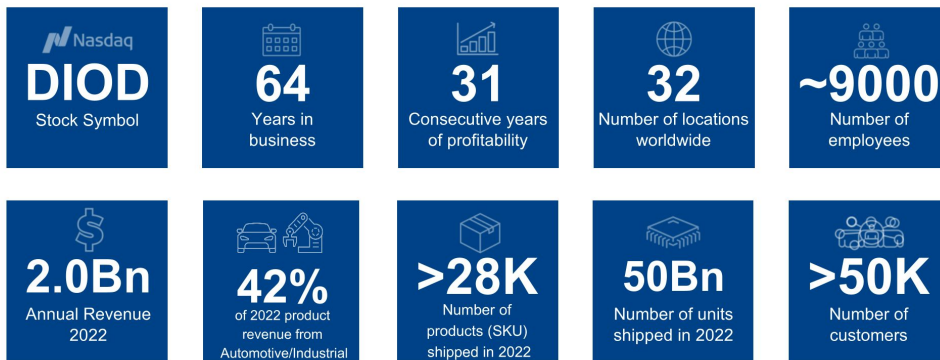 Nasdaq
DIOD
Stock Symbol
64
Years in
business
31
Consecutive years
of profitability
32
Number of locations
worldwide
~9000
Number of
employees
2.0Bn
Annual Revenue
2022
42%
of 2022 product
revenue from
Automotive/Industrial
>28K
Number of
products (SKU)
shipped in 2022
50Bn
Number of units
shipped in 2022
>50K
Number of
customers